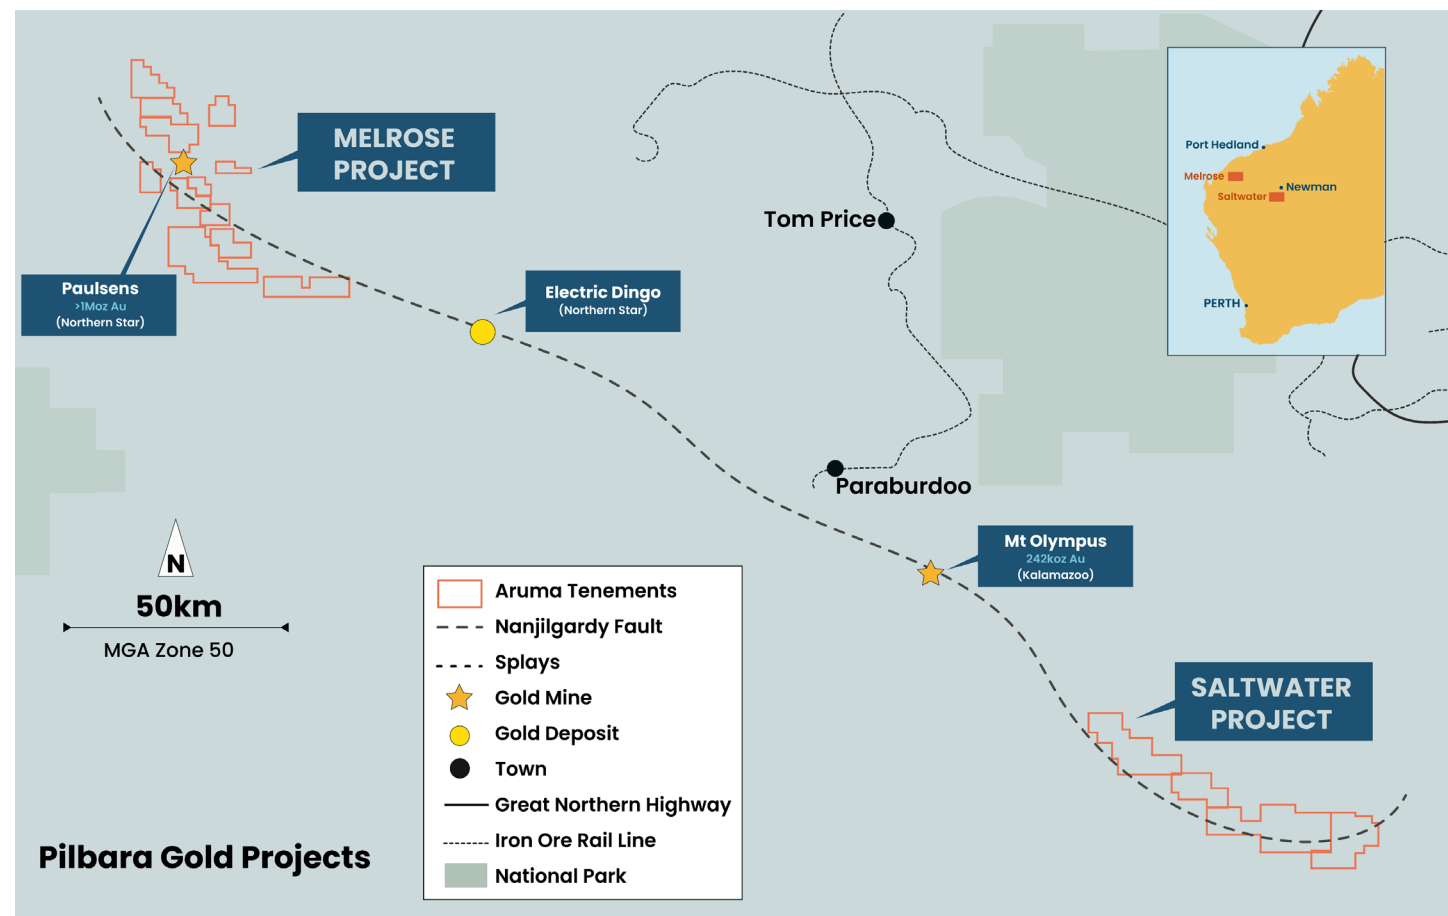 MELROSE
PROJECT
Port Hedland
Melrose
Newman
Saltwater
PERTH
Tom Price
Paulsens
>1Moz Au
(Northern Star)
Electric Dingo
(Northern Star)
Paraburdoo
Mt Olympus
242koz Au
(Kalamazoo)
N
50km
MGA Zone 50
Aruma Tenements
Nanjilgardy Fault
Splays
Gold Mine
Gold Deposit
Town
Great Northern Highway
Iron Ore Rail Line
National Park
SALTWATER
PROJECT
Pilbara Gold Projects